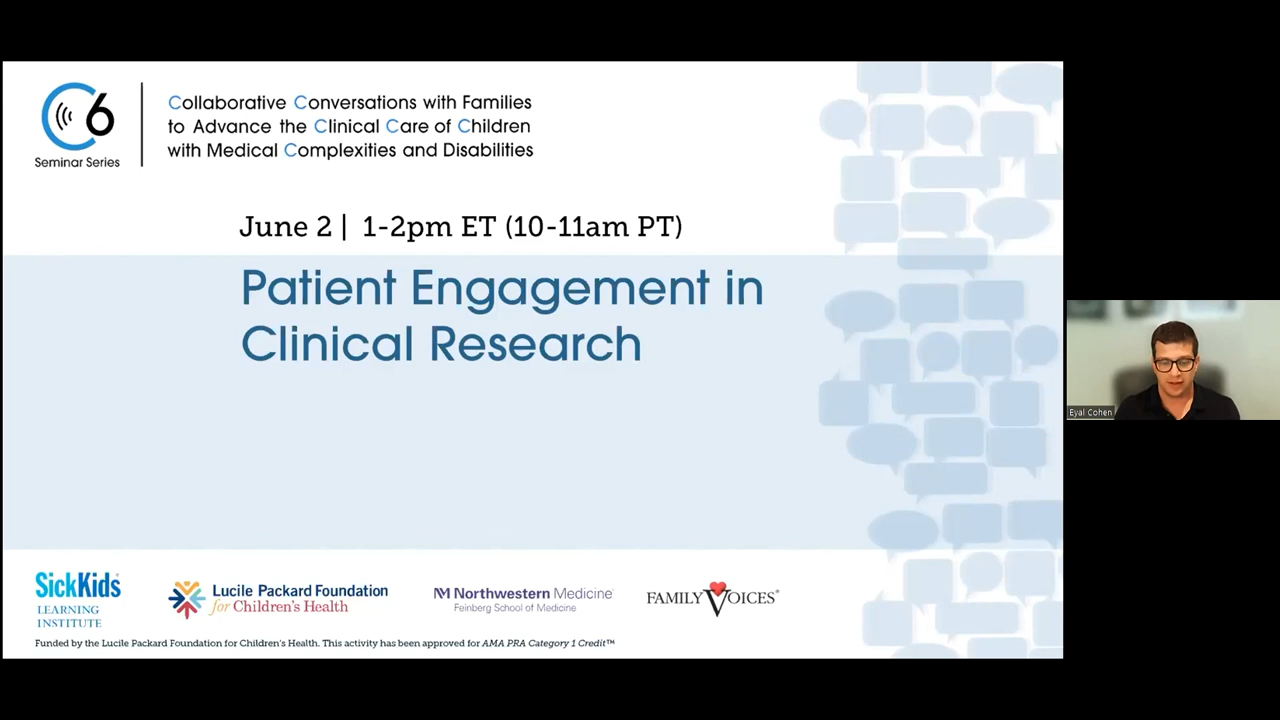 C6
Seminar Series
Collaborative Conversations with Families
to Advance the Clinical Care of Children
with Medical Complexities and Disabilities
June 2 | 1-2pm ET (10-11am PT)
Patient Engagement in
Clinical Research
Eyal Cohen
SickKids
LEARNING
INSTITUTE
Lucile Packard Foundation
for Children's Health
NM Northwestern Medicine
Feinberg School of Medicine
FAMILY VOICES®
Funded by the Lucile Packard Foundation for Children's Health. This activity has been approved for AMA PRA Category 1 Credit™